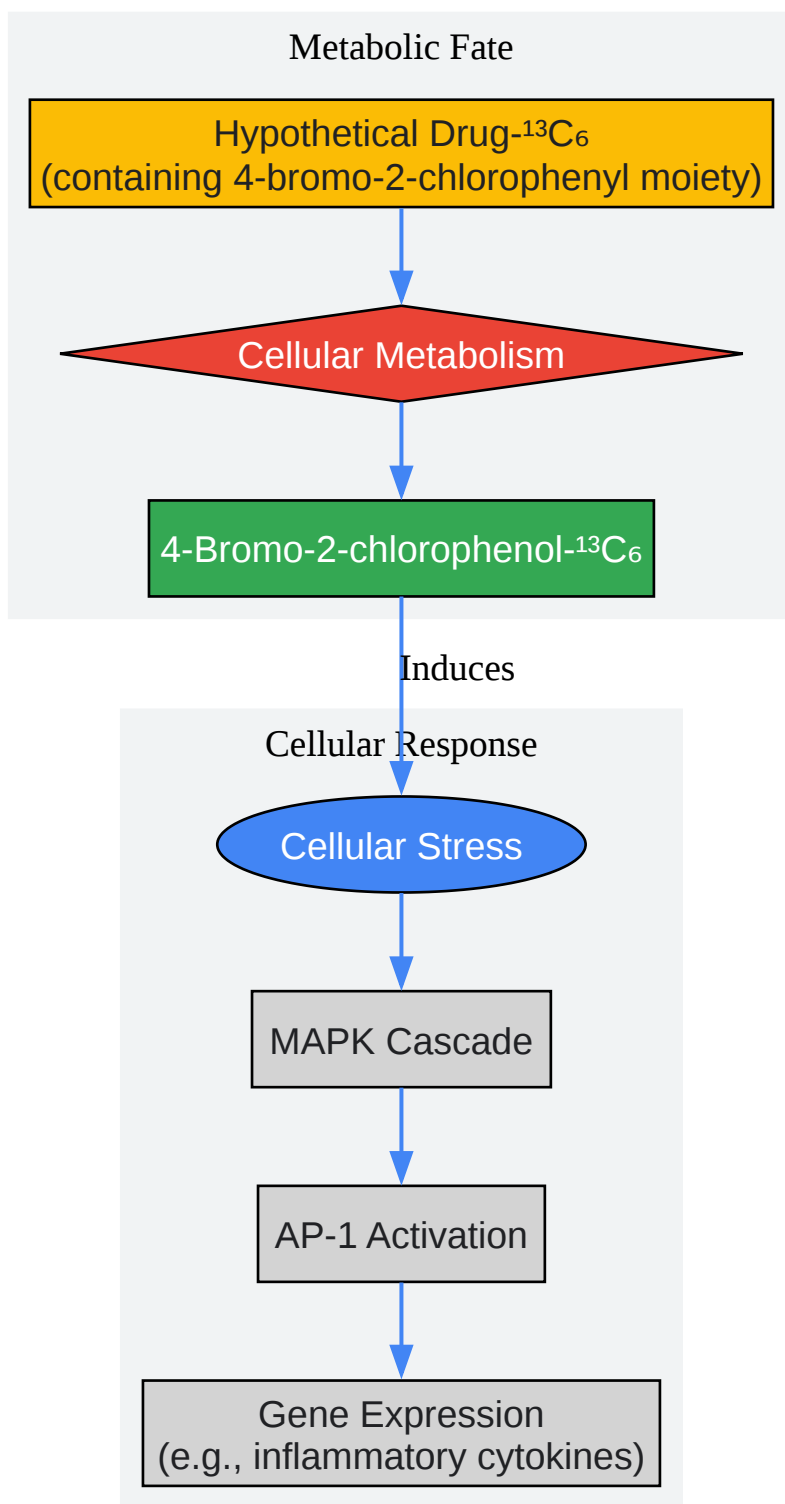 Metabolic Fate
Hypothetical Drug-¹³C₆
(containing 4-bromo-2-chlorophenyl moiety)
Cellular Metabolism
4-Bromo-2-chlorophenol-¹³C₆
Induces
Cellular Response
Cellular Stress
MAPK Cascade
AP-1 Activation
Gene Expression
(e.g., inflammatory cytokines)